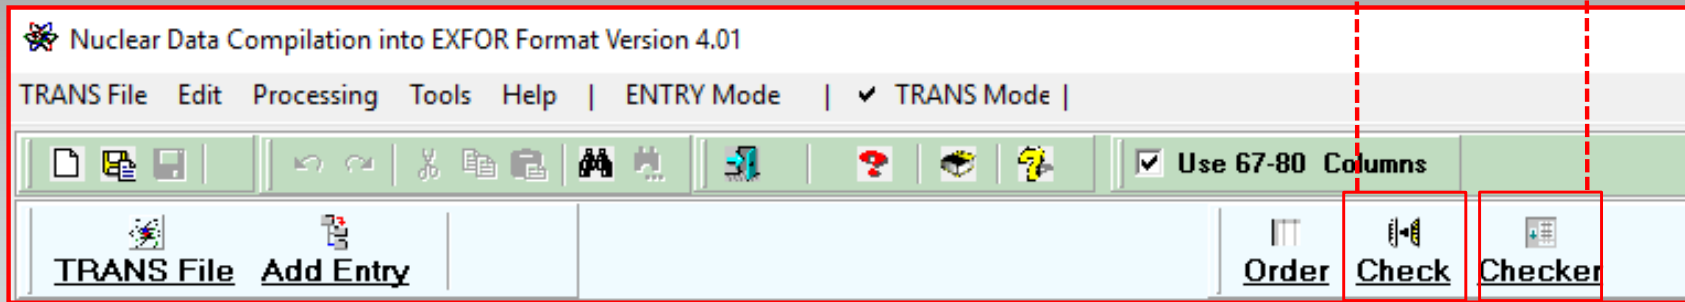 Nuclear Data Compilation into EXFOR Format Version 4.01
TRANS File Edit Processing Tools Help | ENTRY Mode | ✓ TRANS Mode |
Use 67-80 Columns
TRANS File Add Entry Order Check Checker